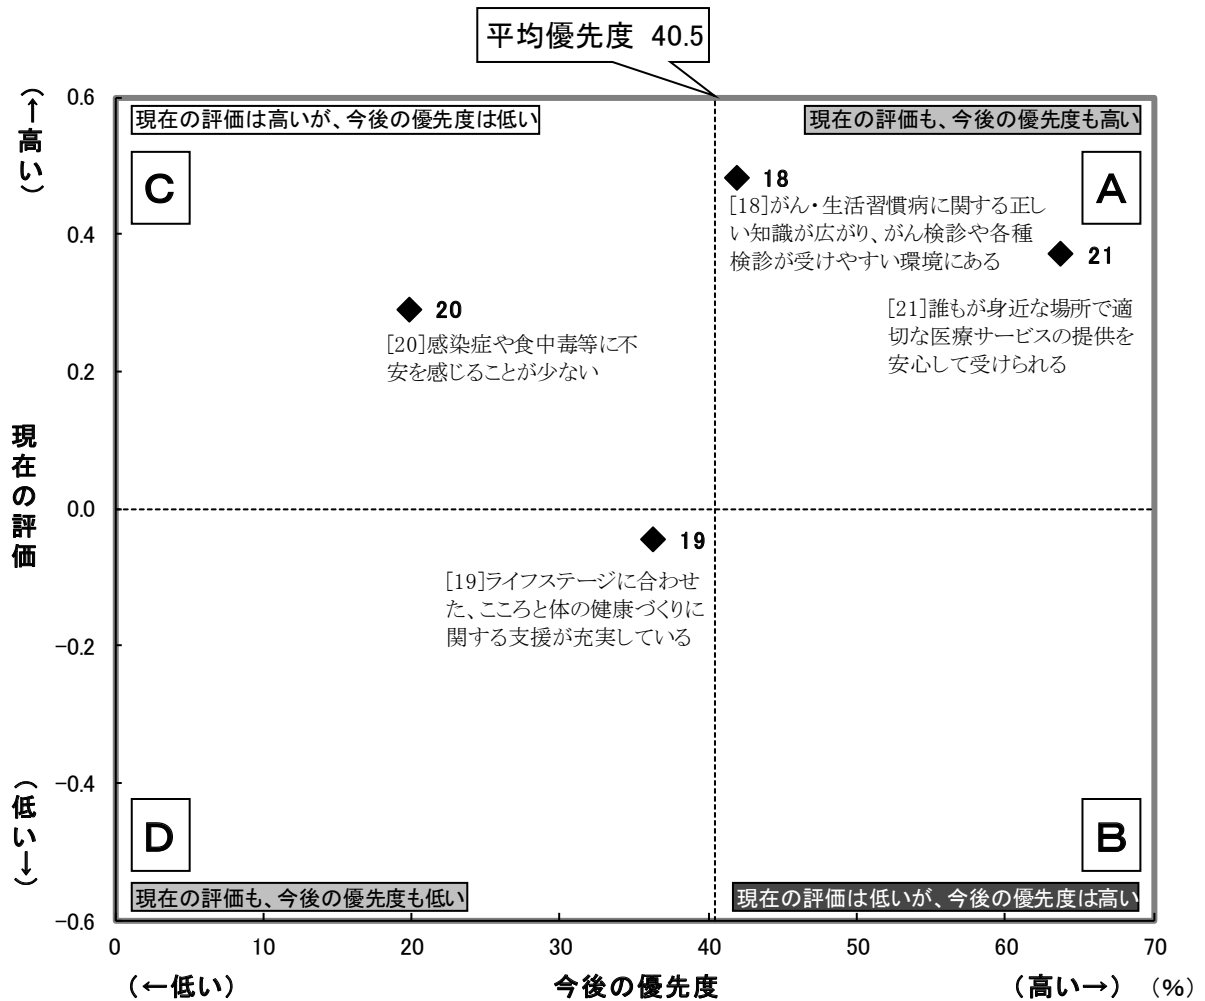 平均優先度 40.5
(←高い)
0.6
現在の評価は高いが、今後の優先度は低い
現在の評価も、今後の優先度も高い
C
A
18
[18]がん・生活習慣病に関する正し
い知識が広がり、がん検診や各種
検診が受けやすい環境にある
0.4
21
[21]誰もが身近な場所で適
切な医療サービスの提供を
安心して受けられる
20
[20]感染症や食中毒等に不
安を感じることが少ない
0.2
現在の評価
0.0
19
[19]ライフステージに合わせ
た、こころと体の健康づくりに
関する支援が充実している
-0.2
-0.4
(低い→)
D
B
現在の評価も、今後の優先度も低い
現在の評価は低いが、今後の優先度は高い
-0.6
0 10 20 30 40 50 60 70
(←低い) 今後の優先度 (高い→) (%)